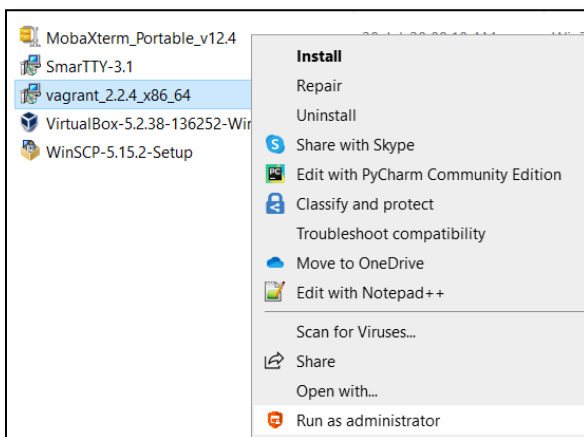 MobaXterm_Portable_v12.4
SmarTTY-3.1
vagrant_2.2.4_x86_64
VirtualBox-5.2.38-136252-Wir
WinSCP-5.15.2-Setup
Install
Repair
Uninstall
Share with Skype
Edit with PyCharm Community Edition
Classify and protect
Troubleshoot compatibility
Move to OneDrive
Edit with Notepad++
Scan for Viruses...
Share
Open with...
Run as administrator